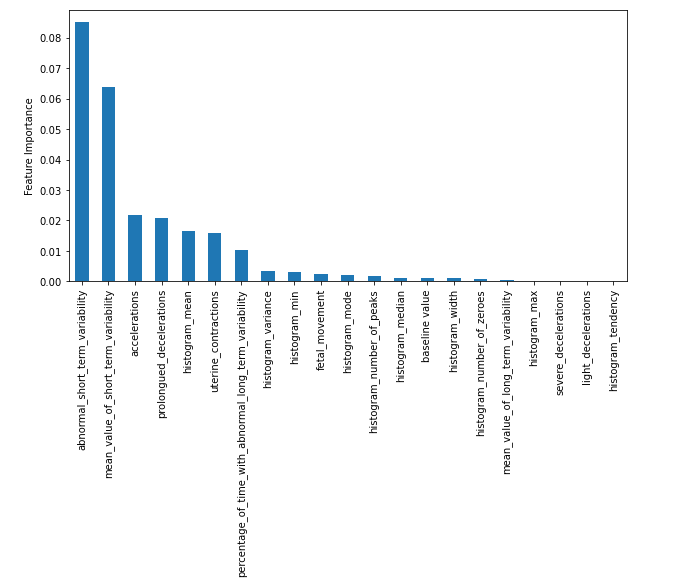 Feature Importance
0.08
0.07
0.06
0.05
0.04
0.03
0.02
0.01
0.00
abnormal_short_term_variability
mean_value_of_short_term_variability
accelerations
prolongued_decelerations
histogram_mean
uterine_contractions
percentage_of_time_with_abnormal_long_term_variability
histogram_variance
histogram_min
fetal_movement
histogram_mode
histogram_number_of_peaks
histogram_median
baseline value
histogram_width
histogram_number_of_zeroes
mean_value_of_long_term_variability
histogram_max
severe_decelerations
light_decelerations
histogram_tendency